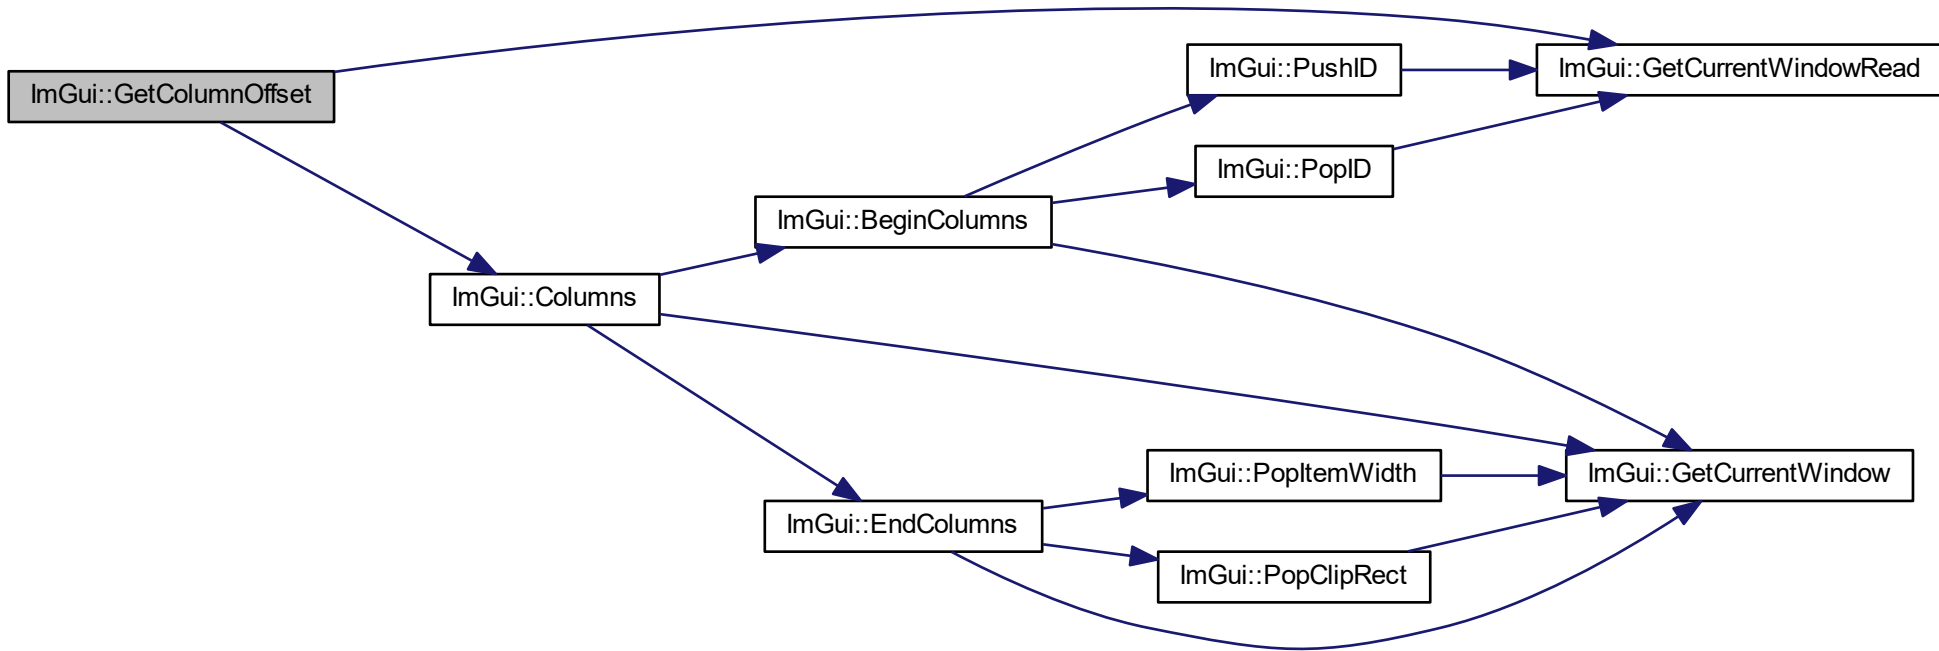 ImGui::GetColumnOffset
ImGui::Columns
ImGui::BeginColumns
ImGui::EndColumns
ImGui::PushID
ImGui::PopID
ImGui::PopItemWidth
ImGui::PopClipRect
ImGui::GetCurrentWindowRead
ImGui::GetCurrentWindow